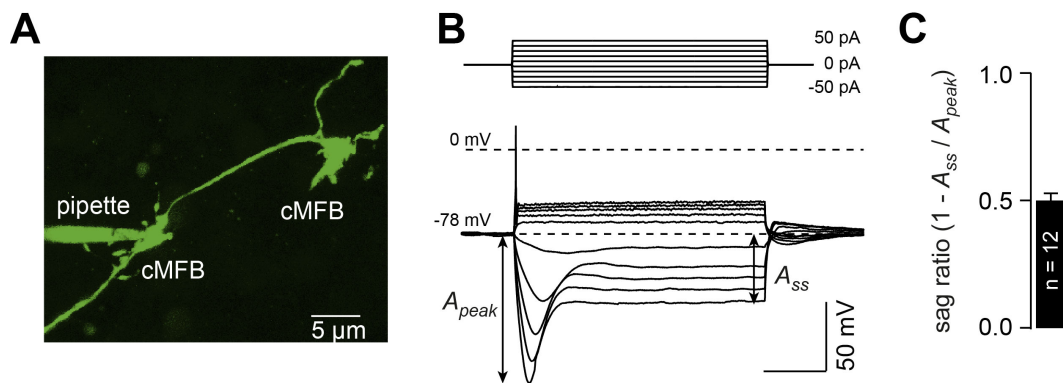 A
pipette
cMFB
cMFB
5 µm
B
50 pA
0 pA
-50 pA
0 mV
-78 mV
A_peak
A_ss
50 mV
C
sag ratio (1 - A_ss / A_peak)
1.0
0.5
0.0
n = 12